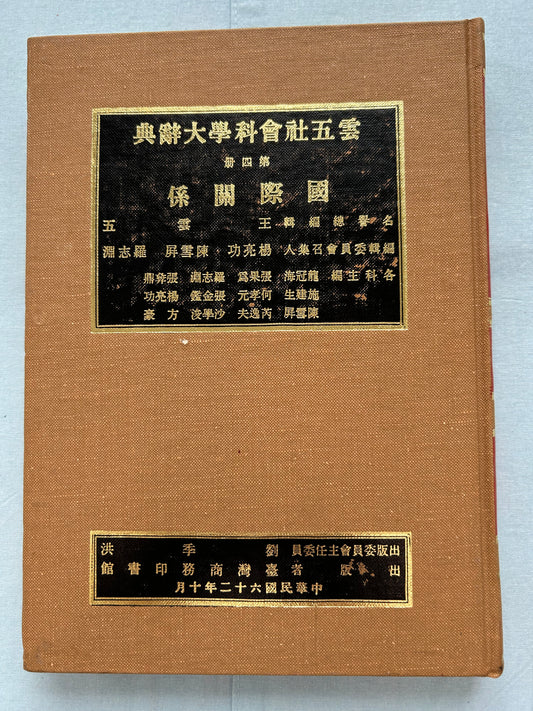 雲五社會科學大辭典
第四冊
國際關係
名譽總編輯 王雲五
編輯委員會召集人 楊亮功 陳雪屏 羅志淵
各科主編 龍冠海 張果為 羅志淵 張彝鼎
施建生 何孝元 張金鑑 楊亮功
陳雪屏 芮逸夫 沙學浚 方豪
出版委員會主任委員 劉季洪
出版者 臺灣商務印書館
中華民國六十二年十月